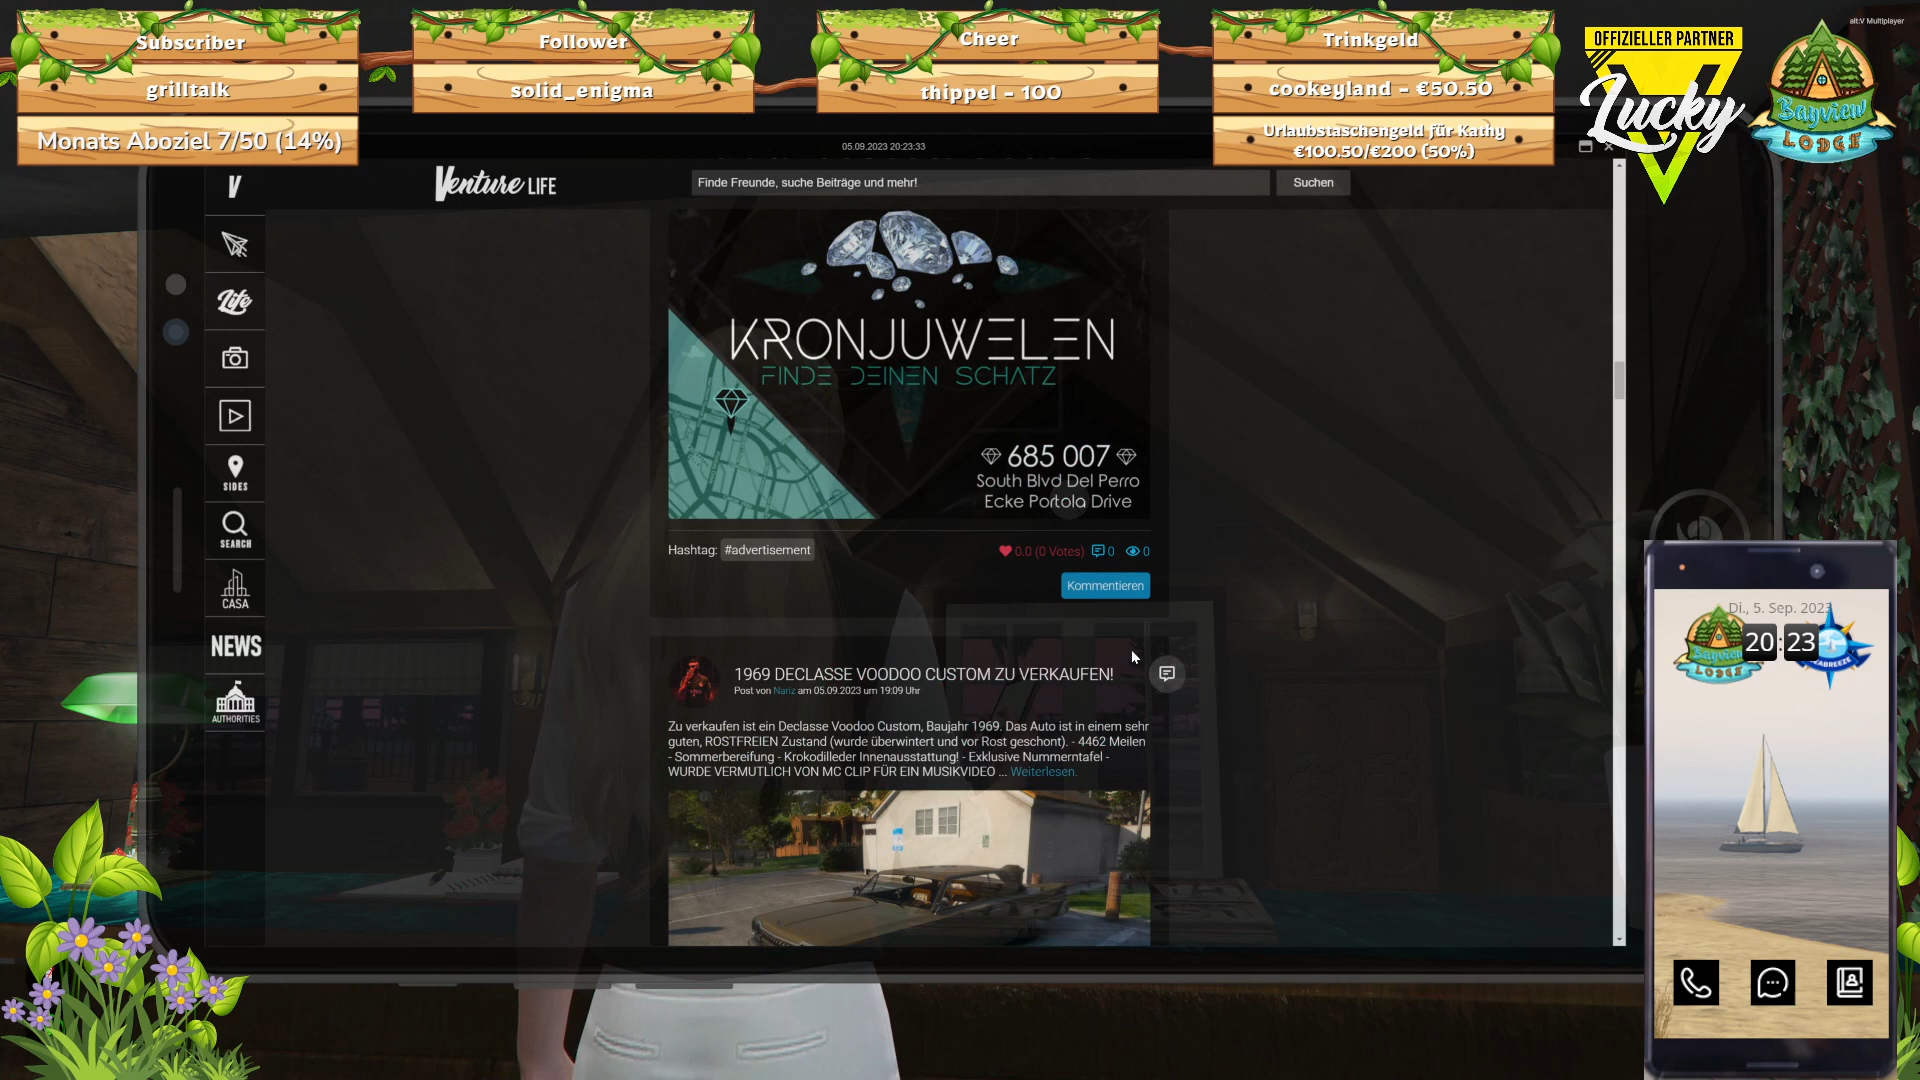 alt:V Multiplayer
Subscriber
grilltalk
Monats Aboziel 7/50 (14%)
Follower
solid_enigma
Cheer
thippel - 100
Trinkgeld
cookeyland - €50.50
Urlaubstaschengeld für Kathy
€100.50/€200 (50%)
OFFIZIELLER PARTNER
Lucky
V
Bayview
LODGE
05.09.2023 20:23:33
V
Venture LIFE
Finde Freunde, suche Beiträge und mehr!
Suchen
Life
SIDES
SEARCH
CASA
NEWS
AUTHORITIES
KRONJUWELEN
FINDE DEINEN SCHATZ
685 007
South Blvd Del Perro
Ecke Portola Drive
Hashtag: #advertisement
0.0 (0 Votes) 0 0
Kommentieren
1969 DECLASSE VOODOO CUSTOM ZU VERKAUFEN!
Post von Nariz am 05.09.2023 um 19:09 Uhr
Zu verkaufen ist ein Declasse Voodoo Custom, Baujahr 1969. Das Auto ist in einem sehr
guten, ROSTFREIEN Zustand (wurde überwintert und vor Rost geschont). - 4462 Meilen
- Sommerbereifung - Krokodilleder Innenausstattung! - Exklusive Nummerntafel -
WURDE VERMUTLICH VON MC CLIP FÜR EIN MUSIKVIDEO ... Weiterlesen.
Di., 5. Sep. 2023
20:23
Bayview
LODGE